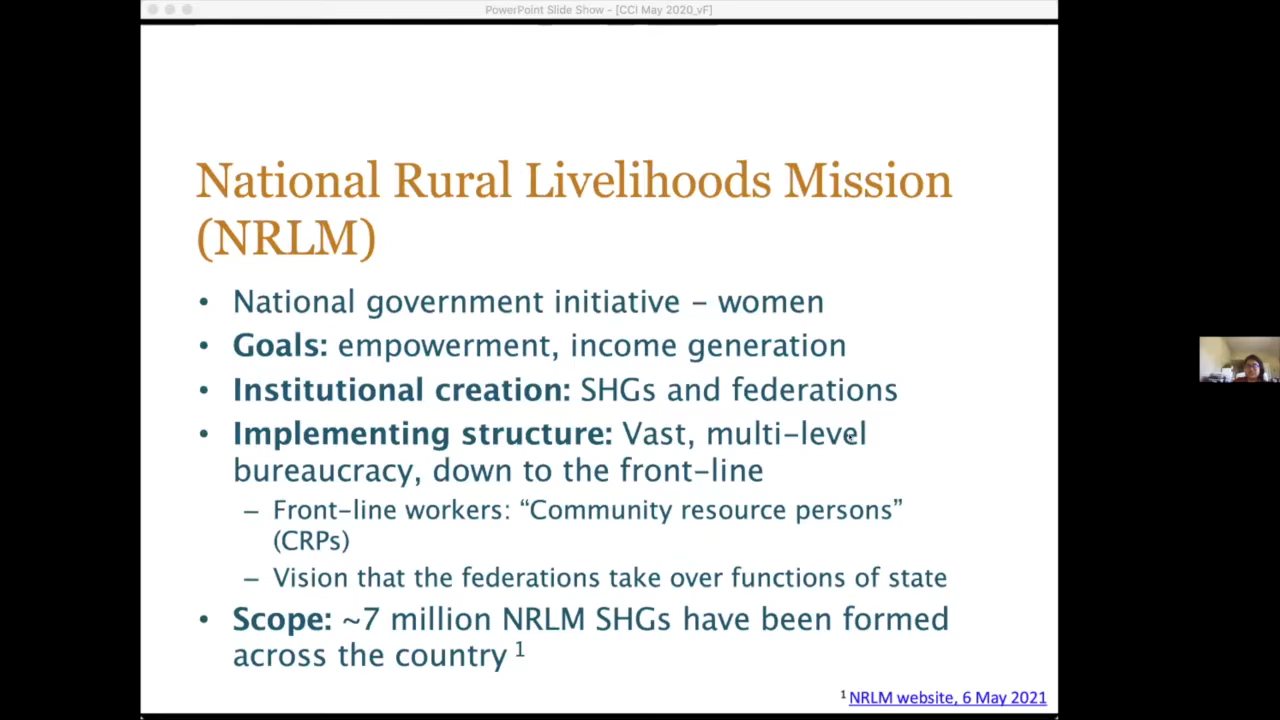 PowerPoint Slide Show - [CCI May 2020_vF]
National Rural Livelihoods Mission
(NRLM)
• National government initiative – women
• Goals: empowerment, income generation
• Institutional creation: SHGs and federations
• Implementing structure: Vast, multi-level
bureaucracy, down to the front-line
– Front-line workers: “Community resource persons”
(CRPs)
– Vision that the federations take over functions of state
• Scope: ~7 million NRLM SHGs have been formed
across the country 1
1 NRLM website, 6 May 2021